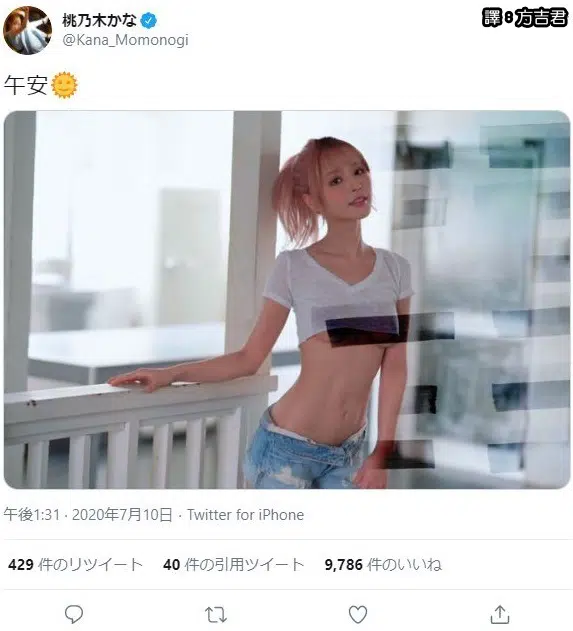 桃乃木かな
@Kana_Momonogi
譯8方吉君
午安🌞
午後1:31 · 2020年7月10日 · Twitter for iPhone
429 件のリツイート 40 件の引用ツイート 9,786 件のいいね